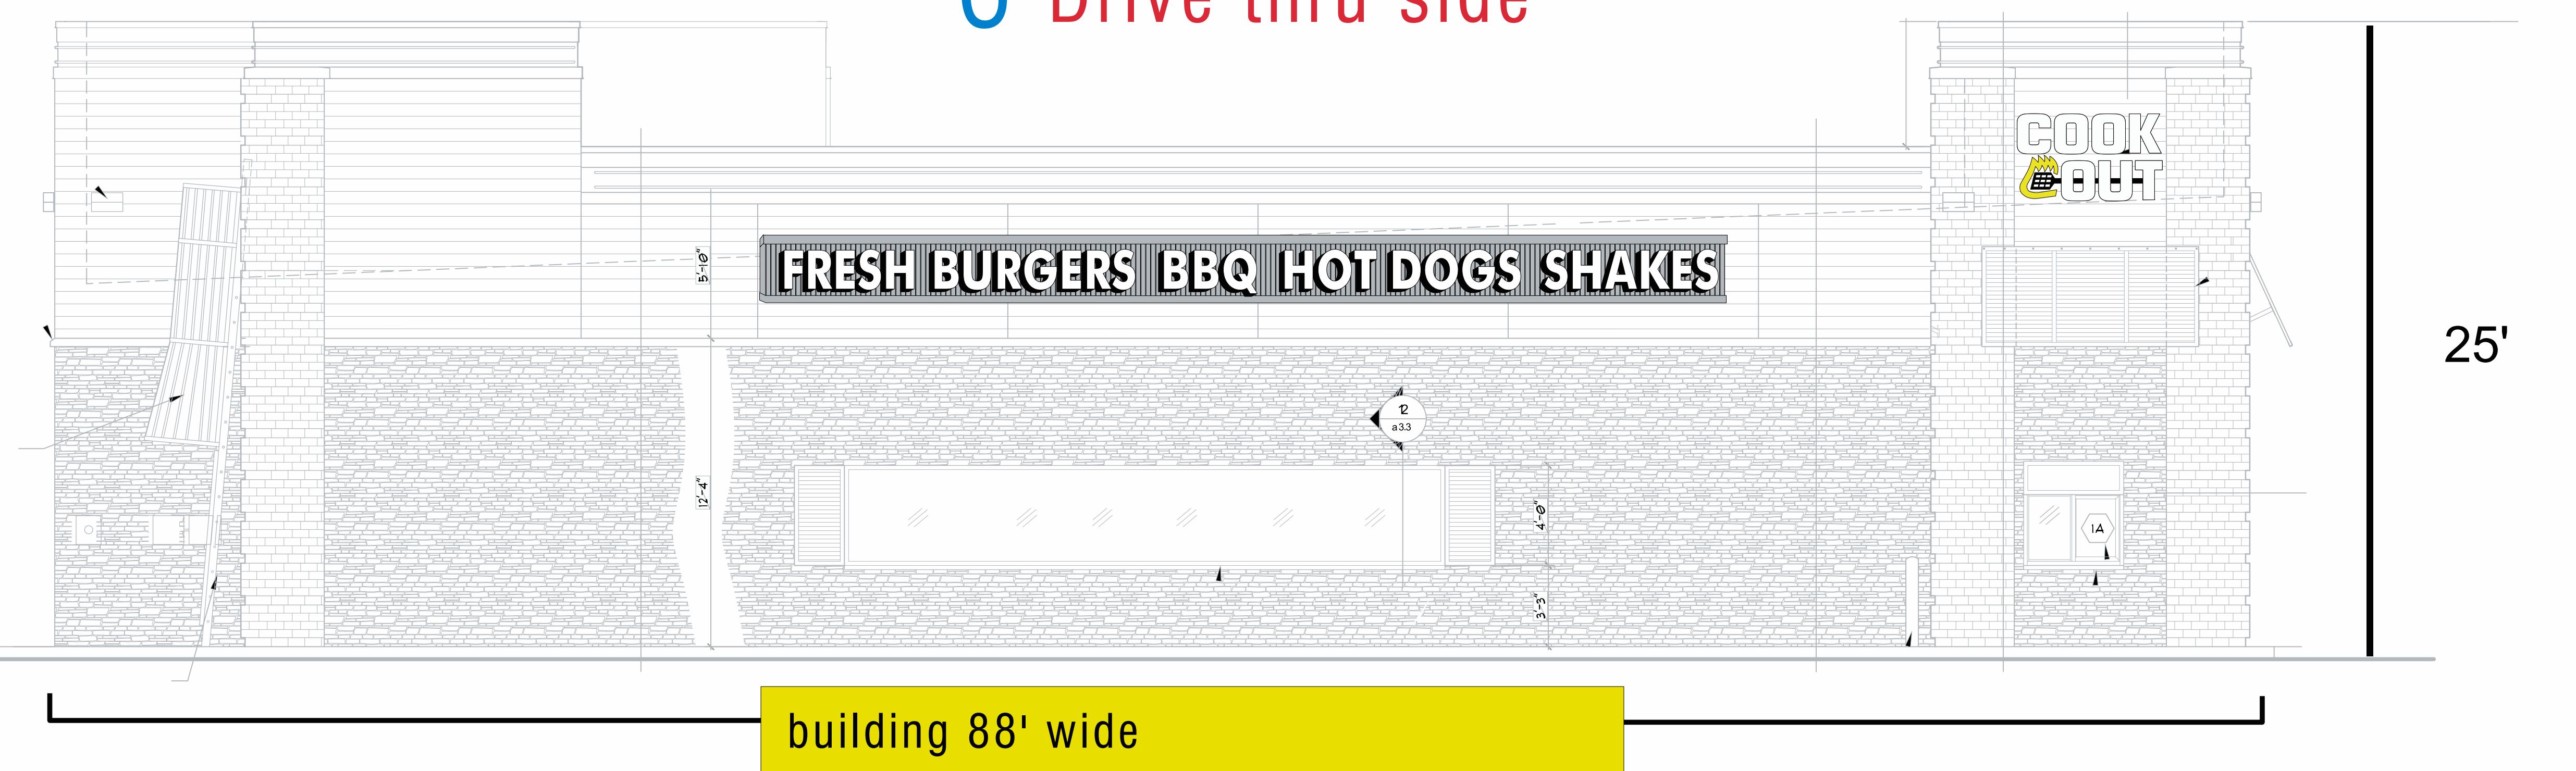 Drive thru side
COOK
OUT
FRESH BURGERS BBQ HOT DOGS SHAKES
5'-10"
25'
12
a3.3
12'-4"
4'-0"
1A
3'-3"
building 88' wide